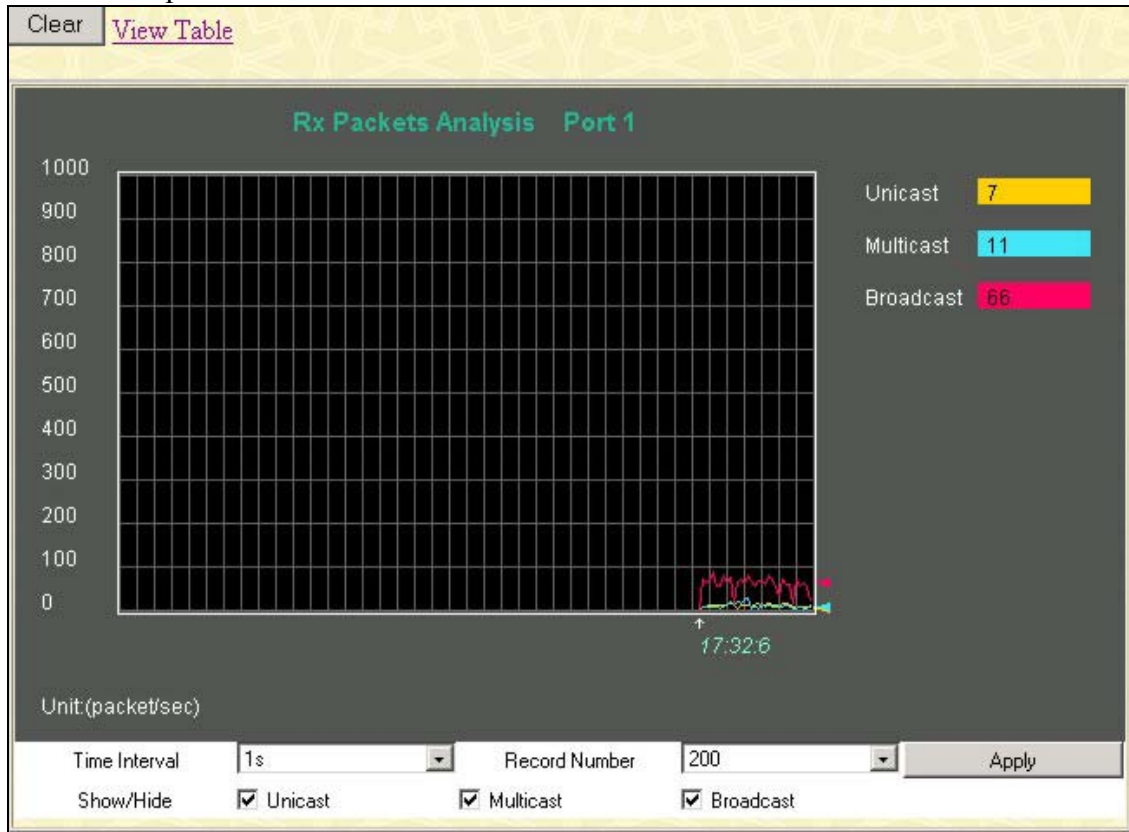 Clear View Table
Rx Packets Analysis Port 1
1000
900
800
700
600
500
400
300
200
100
0
Unicast 7
Multicast 11
Broadcast 66
17:32:6
Unit:(packet/sec)
Time Interval 1s Record Number 200 Apply
Show/Hide Unicast Multicast Broadcast